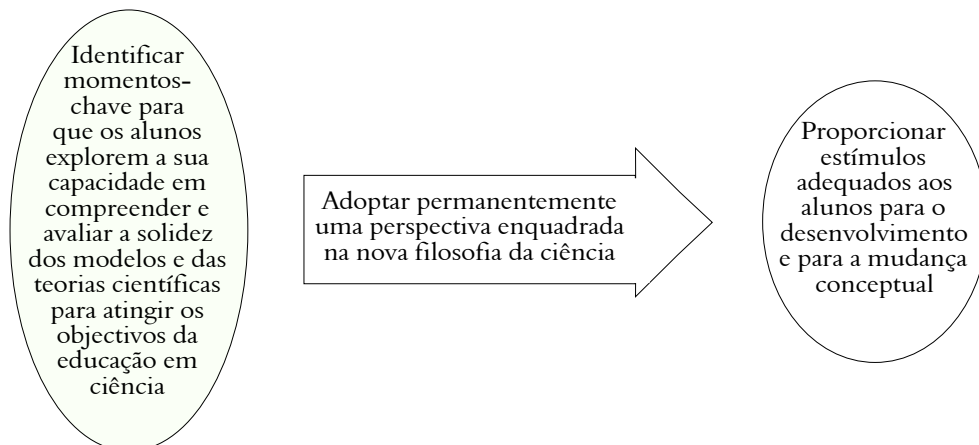 Identificar
momentos-
chave para
que os alunos
explorem a sua
capacidade em
compreender e
avaliar a solidez
dos modelos e das
teorias científicas
para atingir os
objectivos da
educação em
ciência
Adoptar permanentemente
uma perspectiva enquadrada
na nova filosofia da ciência
Proporcionar
estímulos
adequados aos
alunos para o
desenvolvimento
e para a mudança
conceptual